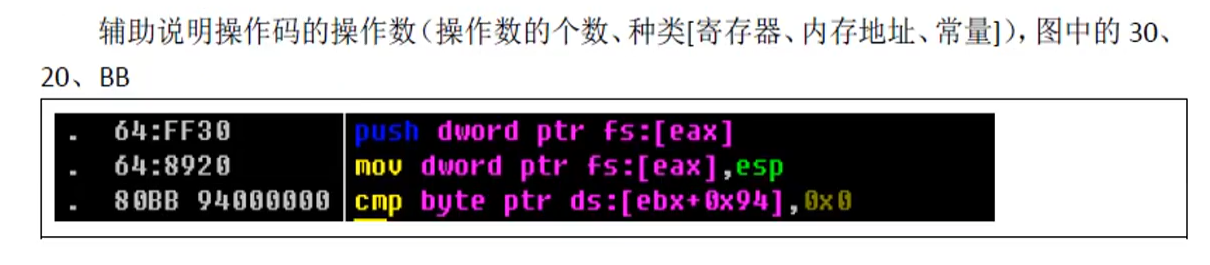 辅助说明操作码的操作数（操作数的个数、种类[寄存器、内存地址、常量]），图中的 30、
20、BB
. 64:FF30 push dword ptr fs:[eax]
. 64:8920 mov dword ptr fs:[eax],esp
. 80BB 94000000 cmp byte ptr ds:[ebx+0x94],0x0